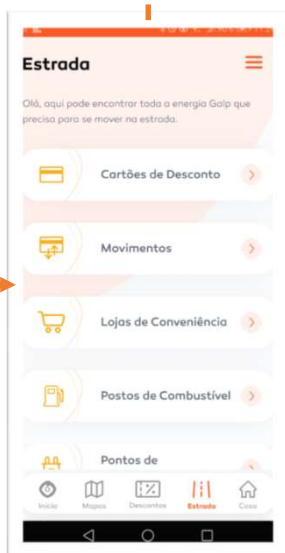 Estrada
Olá, aqui pode encontrar toda a energia Galp que
precisa para se mover na estrada.
Cartões de Desconto
Movimentos
Lojas de Conveniência
Postos de Combustível
Pontos de
Início
Mapas
Descontos
Estrada
Casa